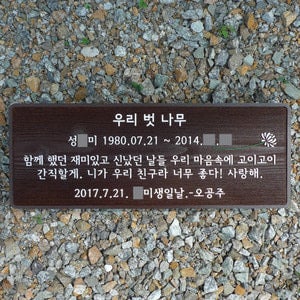 우리 벗 나무
성 미 1980.07.21 ~ 2014. .
함께 했던 재미있고 신났던 날들 우리 마음속에 고이고이
간직할게. 니가 우리 친구라 너무 좋다! 사랑해.
2017.7.21. 미생일날.-오공주